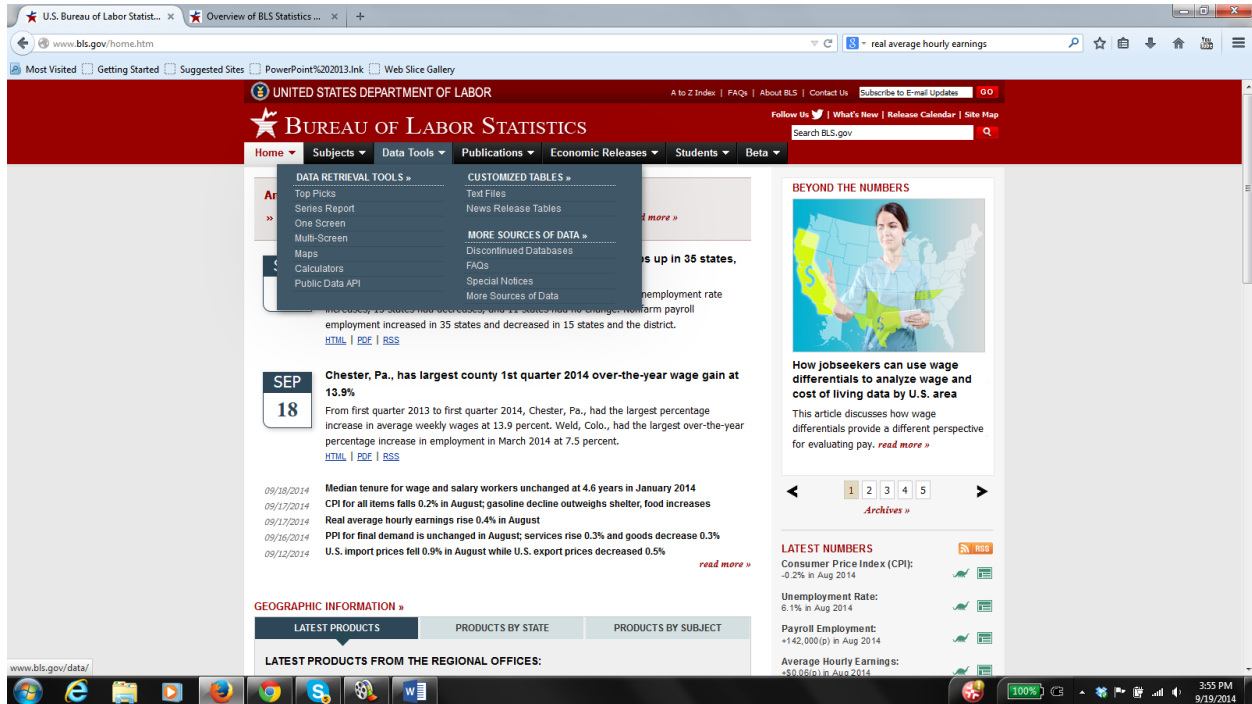 U.S. Bureau of Labor Statist... ×
Overview of BLS Statistics ... ×
www.bls.gov/home.htm
real average hourly earnings
Most Visited Getting Started Suggested Sites PowerPoint%202013.lnk Web Slice Gallery
UNITED STATES DEPARTMENT OF LABOR
A to Z Index | FAQs | About BLS | Contact Us Subscribe to E-mail Updates GO
Follow Us | What's New | Release Calendar | Site Map
BUREAU OF LABOR STATISTICS
Search BLS.gov
Home Subjects Data Tools Publications Economic Releases Students Beta
DATA RETRIEVAL TOOLS »
Top Picks
Series Report
One Screen
Multi-Screen
Maps
Calculators
Public Data API
CUSTOMIZED TABLES »
Text Files
News Release Tables
MORE SOURCES OF DATA »
Discontinued Databases
FAQs
Special Notices
More Sources of Data
»
more »
up in 35 states,
employment increased in 35 states and decreased in 15 states and the district.
HTML | PDF | RSS
SEP
18
Chester, Pa., has largest county 1st quarter 2014 over-the-year wage gain at
13.9%
From first quarter 2013 to first quarter 2014, Chester, Pa., had the largest percentage
increase in average weekly wages at 13.9 percent. Weld, Colo., had the largest over-the-year
percentage increase in employment in March 2014 at 7.5 percent.
HTML | PDF | RSS
09/18/2014 Median tenure for wage and salary workers unchanged at 4.6 years in January 2014
09/17/2014 CPI for all items falls 0.2% in August; gasoline decline outweighs shelter, food increases
09/17/2014 Real average hourly earnings rise 0.4% in August
09/16/2014 PPI for final demand is unchanged in August; services rise 0.3% and goods decrease 0.3%
09/12/2014 U.S. import prices fell 0.9% in August while U.S. export prices decreased 0.5%
read more »
GEOGRAPHIC INFORMATION »
LATEST PRODUCTS PRODUCTS BY STATE PRODUCTS BY SUBJECT
LATEST PRODUCTS FROM THE REGIONAL OFFICES:
BEYOND THE NUMBERS
How jobseekers can use wage
differentials to analyze wage and
cost of living data by U.S. area
This article discusses how wage
differentials provide a different perspective
for evaluating pay. read more »
1 2 3 4 5
Archives »
LATEST NUMBERS RSS
Consumer Price Index (CPI):
-0.2% in Aug 2014
Unemployment Rate:
6.1% in Aug 2014
Payroll Employment:
+142,000(p) in Aug 2014
Average Hourly Earnings:
+$0.06(p) in Aug 2014
www.bls.gov/data/
100%
3:55 PM
9/19/2014